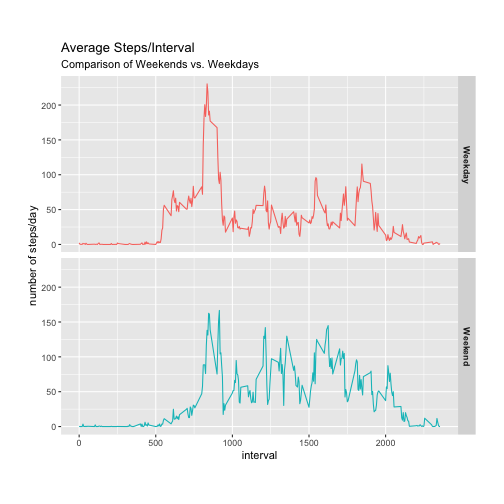 Average Steps/Interval
Comparison of Weekends vs. Weekdays
number of steps/day
200
150
100
50
0
Weekday
200
150
100
50
0
Weekend
0
500
1000
1500
2000
interval